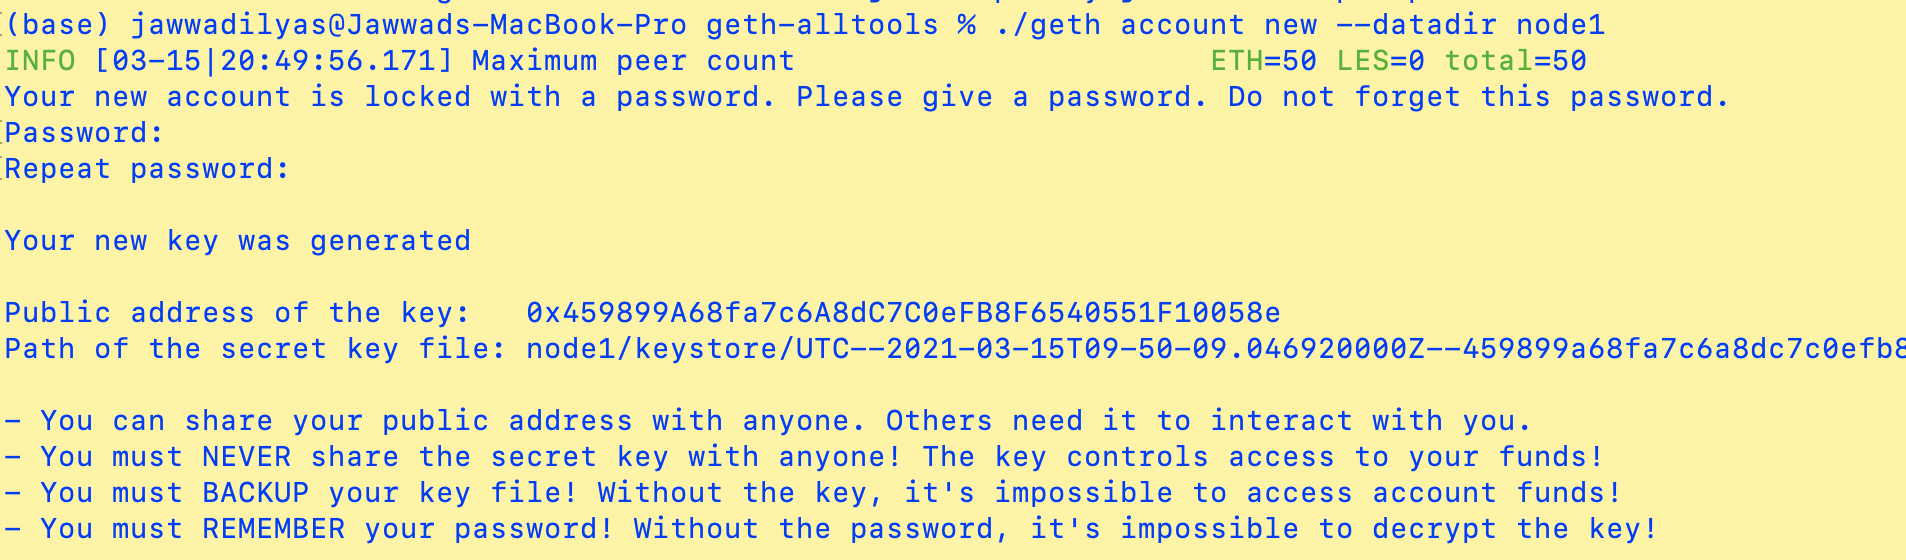 (base) jawwadilyas@Jawwads-MacBook-Pro geth-alltools % ./geth account new --datadir node1
INFO [03-15|20:49:56.171] Maximum peer count ETH=50 LES=0 total=50
Your new account is locked with a password. Please give a password. Do not forget this password.
Password:
Repeat password:
Your new key was generated
Public address of the key: 0x459899A68fa7c6A8dC7C0eFB8F6540551F10058e
Path of the secret key file: node1/keystore/UTC--2021-03-15T09-50-09.046920000Z--459899a68fa7c6a8dc7c0efb8
- You can share your public address with anyone. Others need it to interact with you.
- You must NEVER share the secret key with anyone! The key controls access to your funds!
- You must BACKUP your key file! Without the key, it's impossible to access account funds!
- You must REMEMBER your password! Without the password, it's impossible to decrypt the key!